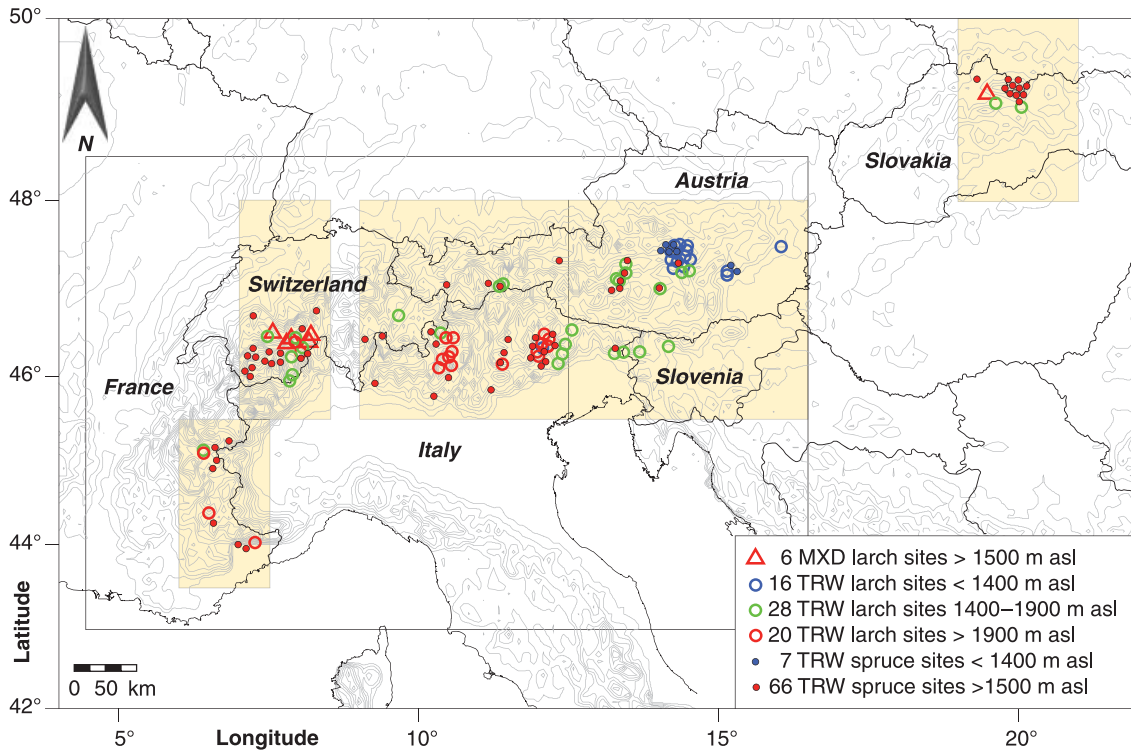 50°
N
Slovakia
Austria
48°
Switzerland
France
46°
Slovenia
Italy
44°
6 MXD larch sites > 1500 m asl
16 TRW larch sites < 1400 m asl
28 TRW larch sites 1400–1900 m asl
20 TRW larch sites > 1900 m asl
7 TRW spruce sites < 1400 m asl
66 TRW spruce sites >1500 m asl
Latitude
0 50 km
42°
5° Longitude 10° 15° 20°